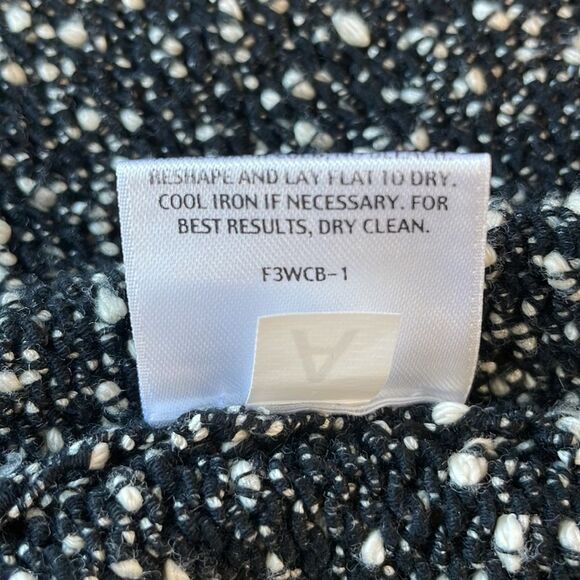 RESHAPE AND LAY FLAT TO DRY.
COOL IRON IF NECESSARY. FOR
BEST RESULTS, DRY CLEAN.
F3WCB-1
A